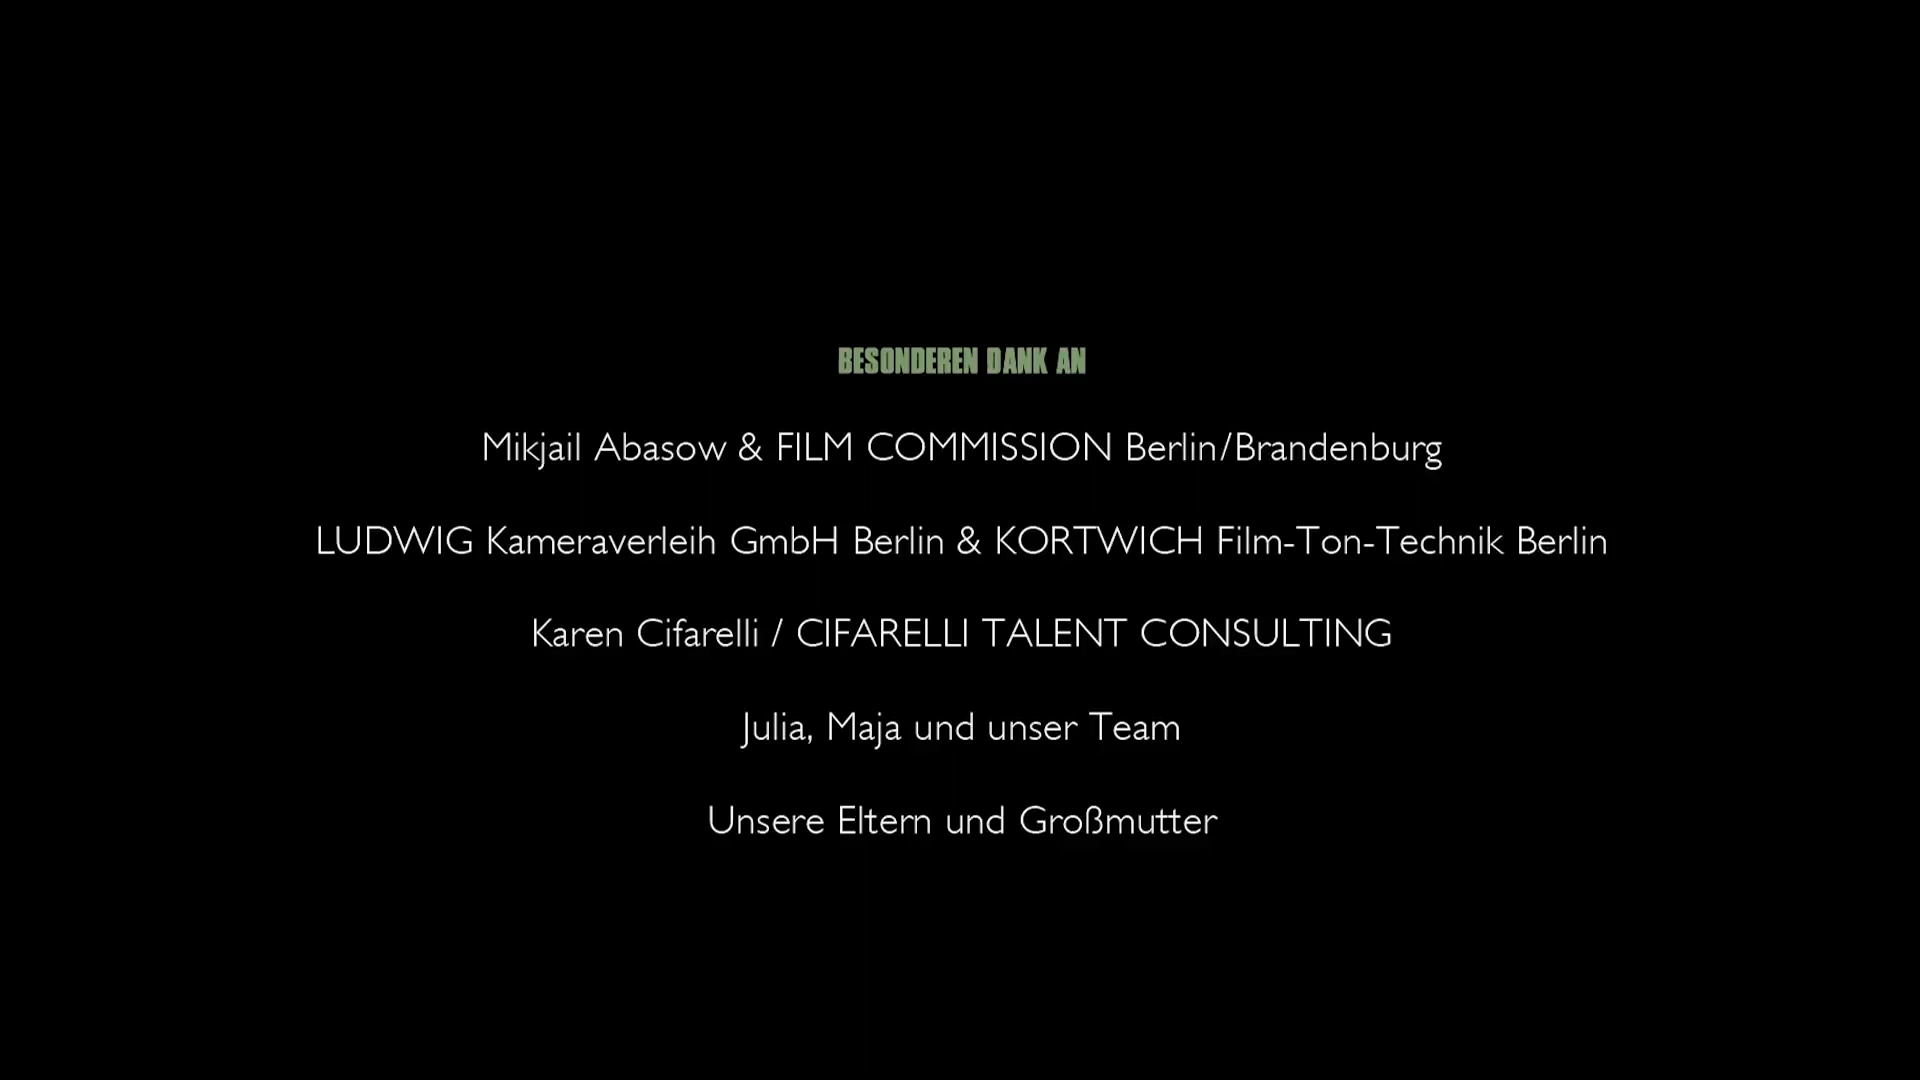 BESONDEREN DANK AN
Mikjail Abasow & FILM COMMISSION Berlin/Brandenburg
LUDWIG Kameraverleih GmbH Berlin & KORTWICH Film-Ton-Technik Berlin
Karen Cifarelli / CIFARELLI TALENT CONSULTING
Julia, Maja und unser Team
Unsere Eltern und Großmutter